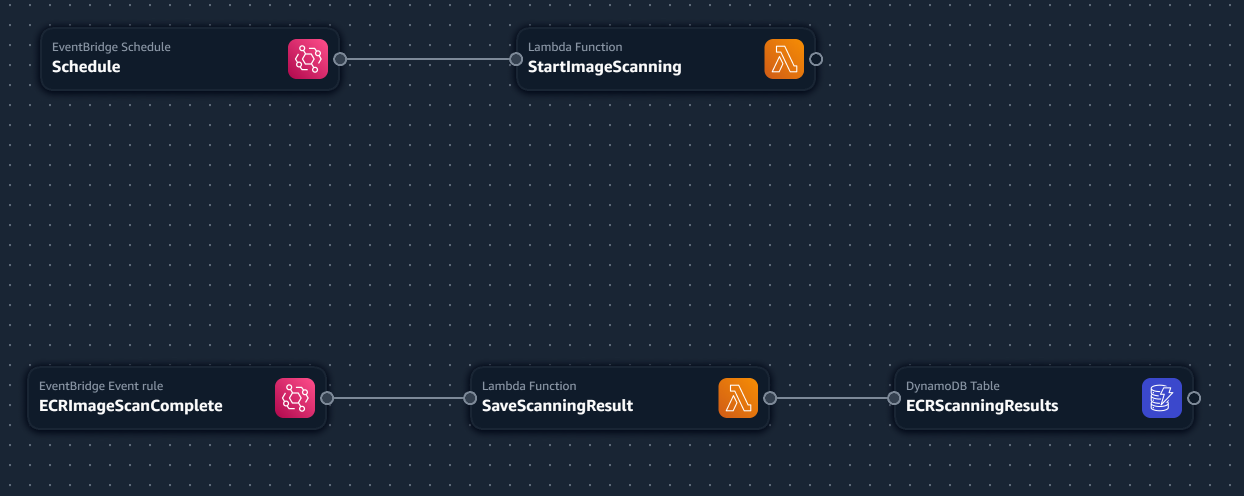 EventBridge Schedule
Schedule
Lambda Function
StartImageScanning
EventBridge Event rule
ECRImageScanComplete
Lambda Function
SaveScanningResult
DynamoDB Table
ECRScanningResults